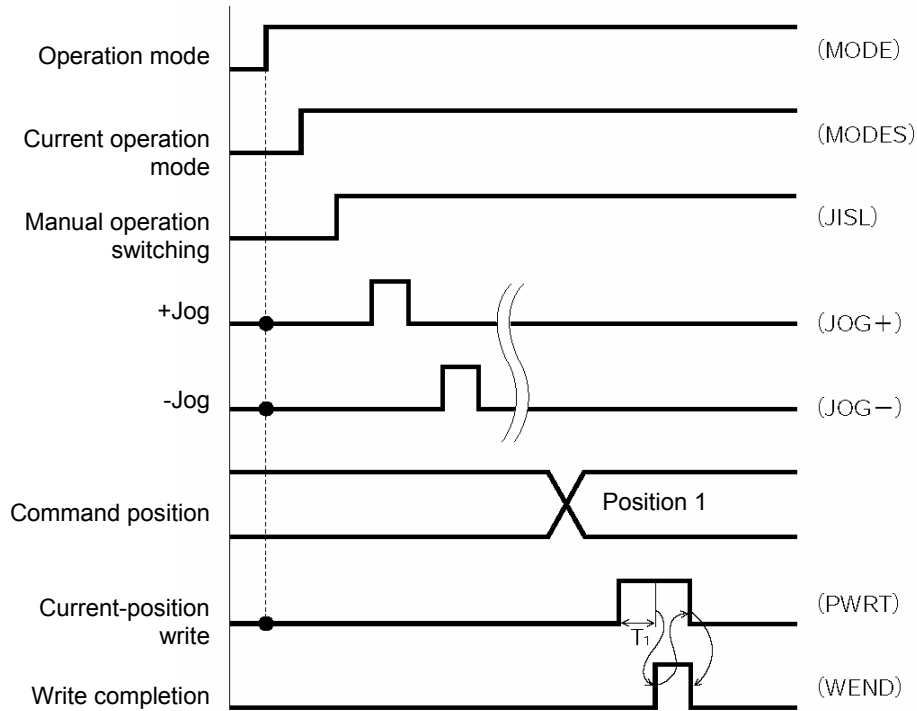 Operation mode
(MODE)
Current operation
mode
(MODES)
Manual operation
switching
(JISL)
+Jog
(JOG+)
-Jog
(JOG−)
Command position
Position 1
Current-position
write
T1
(PWRT)
Write completion
(WEND)